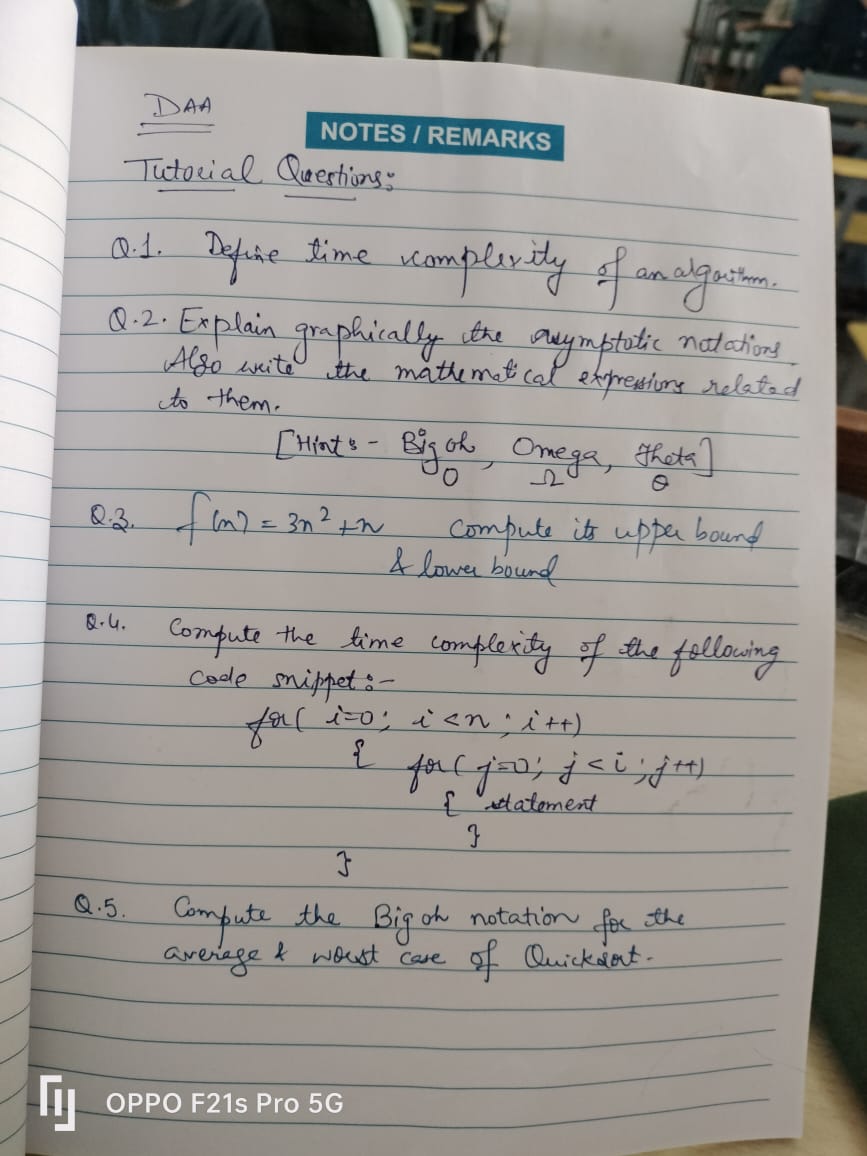 DAA
NOTES / REMARKS
Tutorial Questions:
Q.1. Define time complexity of an algorithm.
Q.2. Explain graphically the asymptotic notations
Also write the mathematical expressions related
to them.
[Hint:- Big oh, Omega, Theta]
O Ω θ
Q.3. f(n) = 3n² + n compute its upper bound
& lower bound
Q.4. Compute the time complexity of the following
code snippet:-
for( i=0; i<n; i++)
{ for( j=0; j<i; j++)
{ statement
}
}
Q.5. Compute the Big oh notation for the
average & worst case of Quicksort.
OPPO F21s Pro 5G